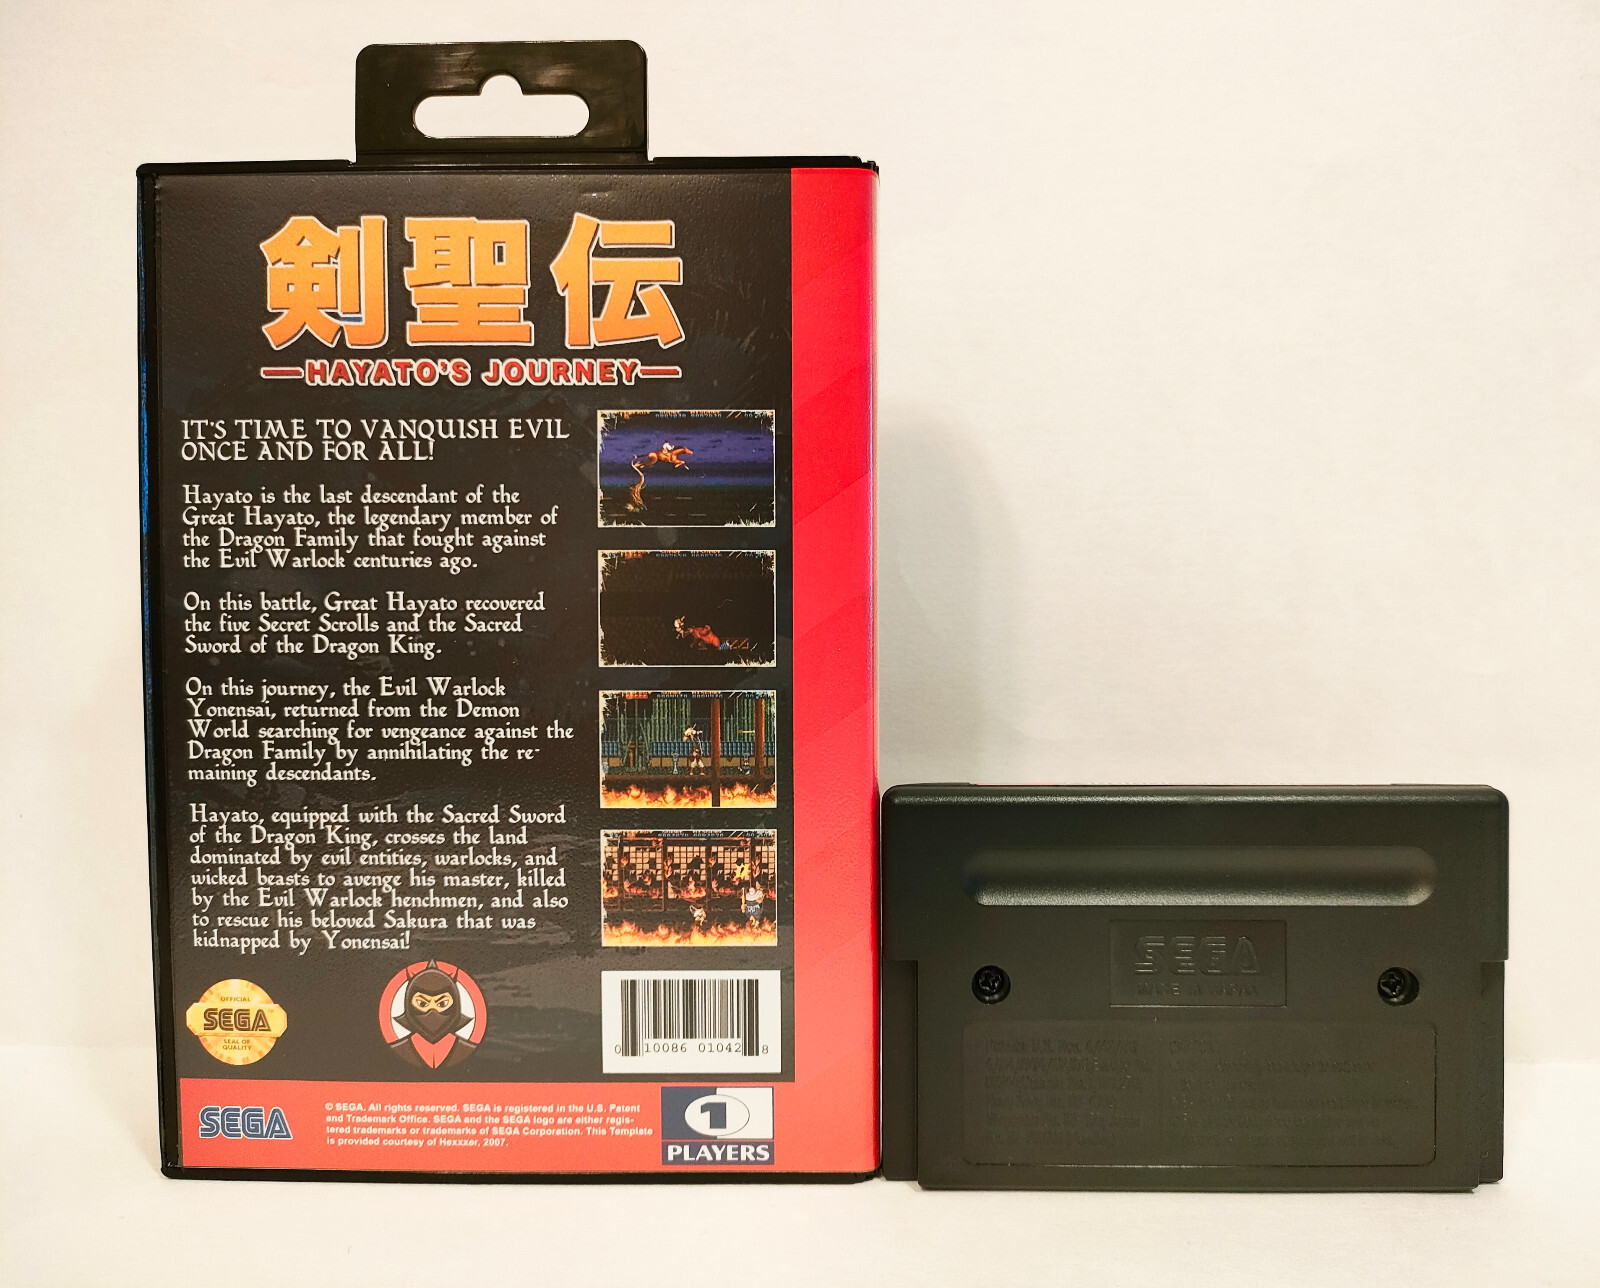 剣聖伝
HAYATO'S JOURNEY
IT'S TIME TO VANQUISH EVIL
ONCE AND FOR ALL!
Hayato is the last descendant of the
Great Hayato, the legendary member of
the Dragon Family that fought against
the Evil Warlock centuries ago.
On this battle, Great Hayato recovered
the five Secret Scrolls and the Sacred
Sword of the Dragon King.
On this journey, the Evil Warlock
Yonensai, returned from the Demon
World searching for vengeance against the
Dragon Family by annihilating the re-
maining descendants.
Hayato, equipped with the Sacred Sword
of the Dragon King, crosses the land
dominated by evil entities, warlocks, and
wicked beasts to avenge his master, killed
by the Evil Warlock henchmen, and also
to rescue his beloved Sakura that was
kidnapped by Yonensai!
OFFICIAL
SEGA™
SEAL OF
QUALITY
0 10086 01042 8
SEGA
© SEGA. All rights reserved. SEGA is registered in the U.S. Patent
and Trademark Office. SEGA and the SEGA logo are either regis-
tered trademarks or trademarks of SEGA Corporation. This Template
is provided courtesy of Hexxxer, 2007.
1
PLAYERS
SEGA
MADE IN JAPAN